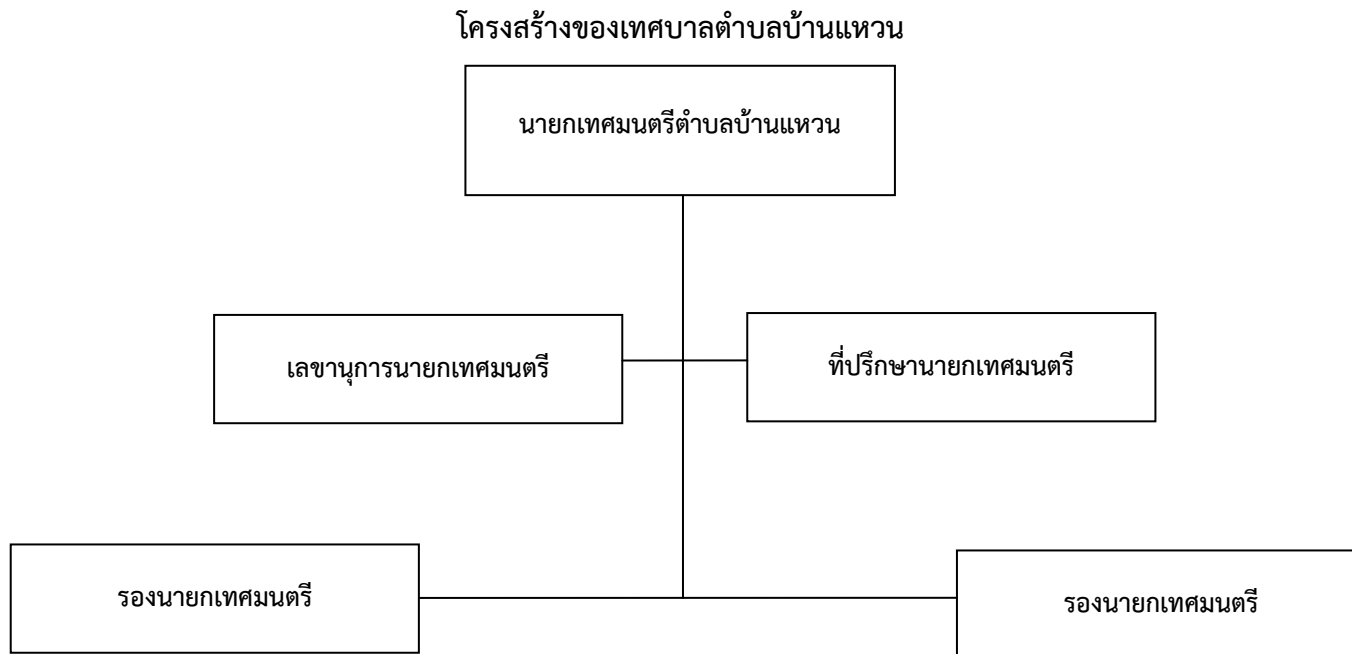 โครงสร้างของเทศบาลตำบลบ้านแหวน
นายกเทศมนตรีตำบลบ้านแหวน
เลขานุการนายกเทศมนตรี
ที่ปรึกษานายกเทศมนตรี
รองนายกเทศมนตรี
รองนายกเทศมนตรี